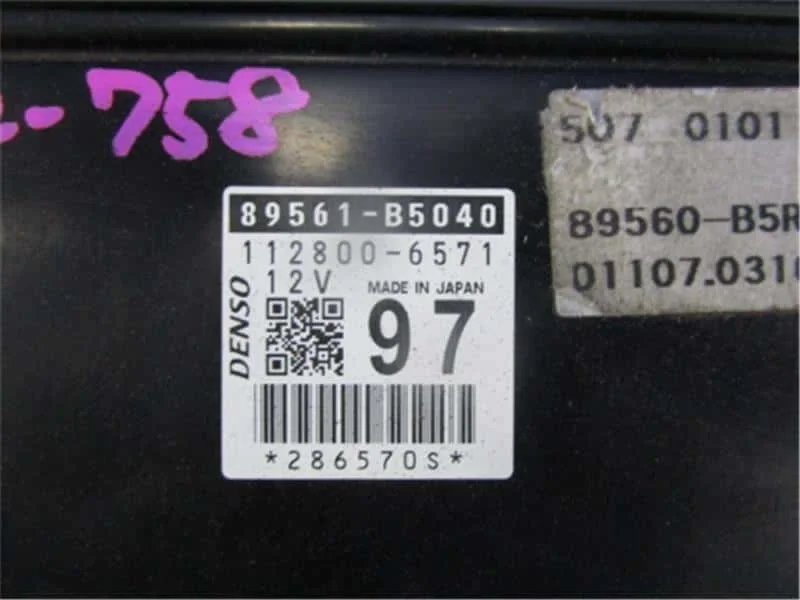 -758
507 0101
89560-B5R
01107.031
89561-B5040
112800-6571
12V
MADE IN JAPAN
DENSO
97
*286570S*